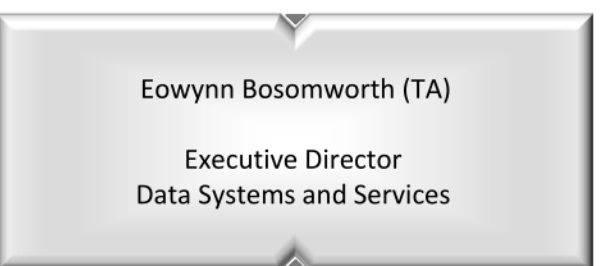 Eowynn Bosomworth (TA)
Executive Director
Data Systems and Services